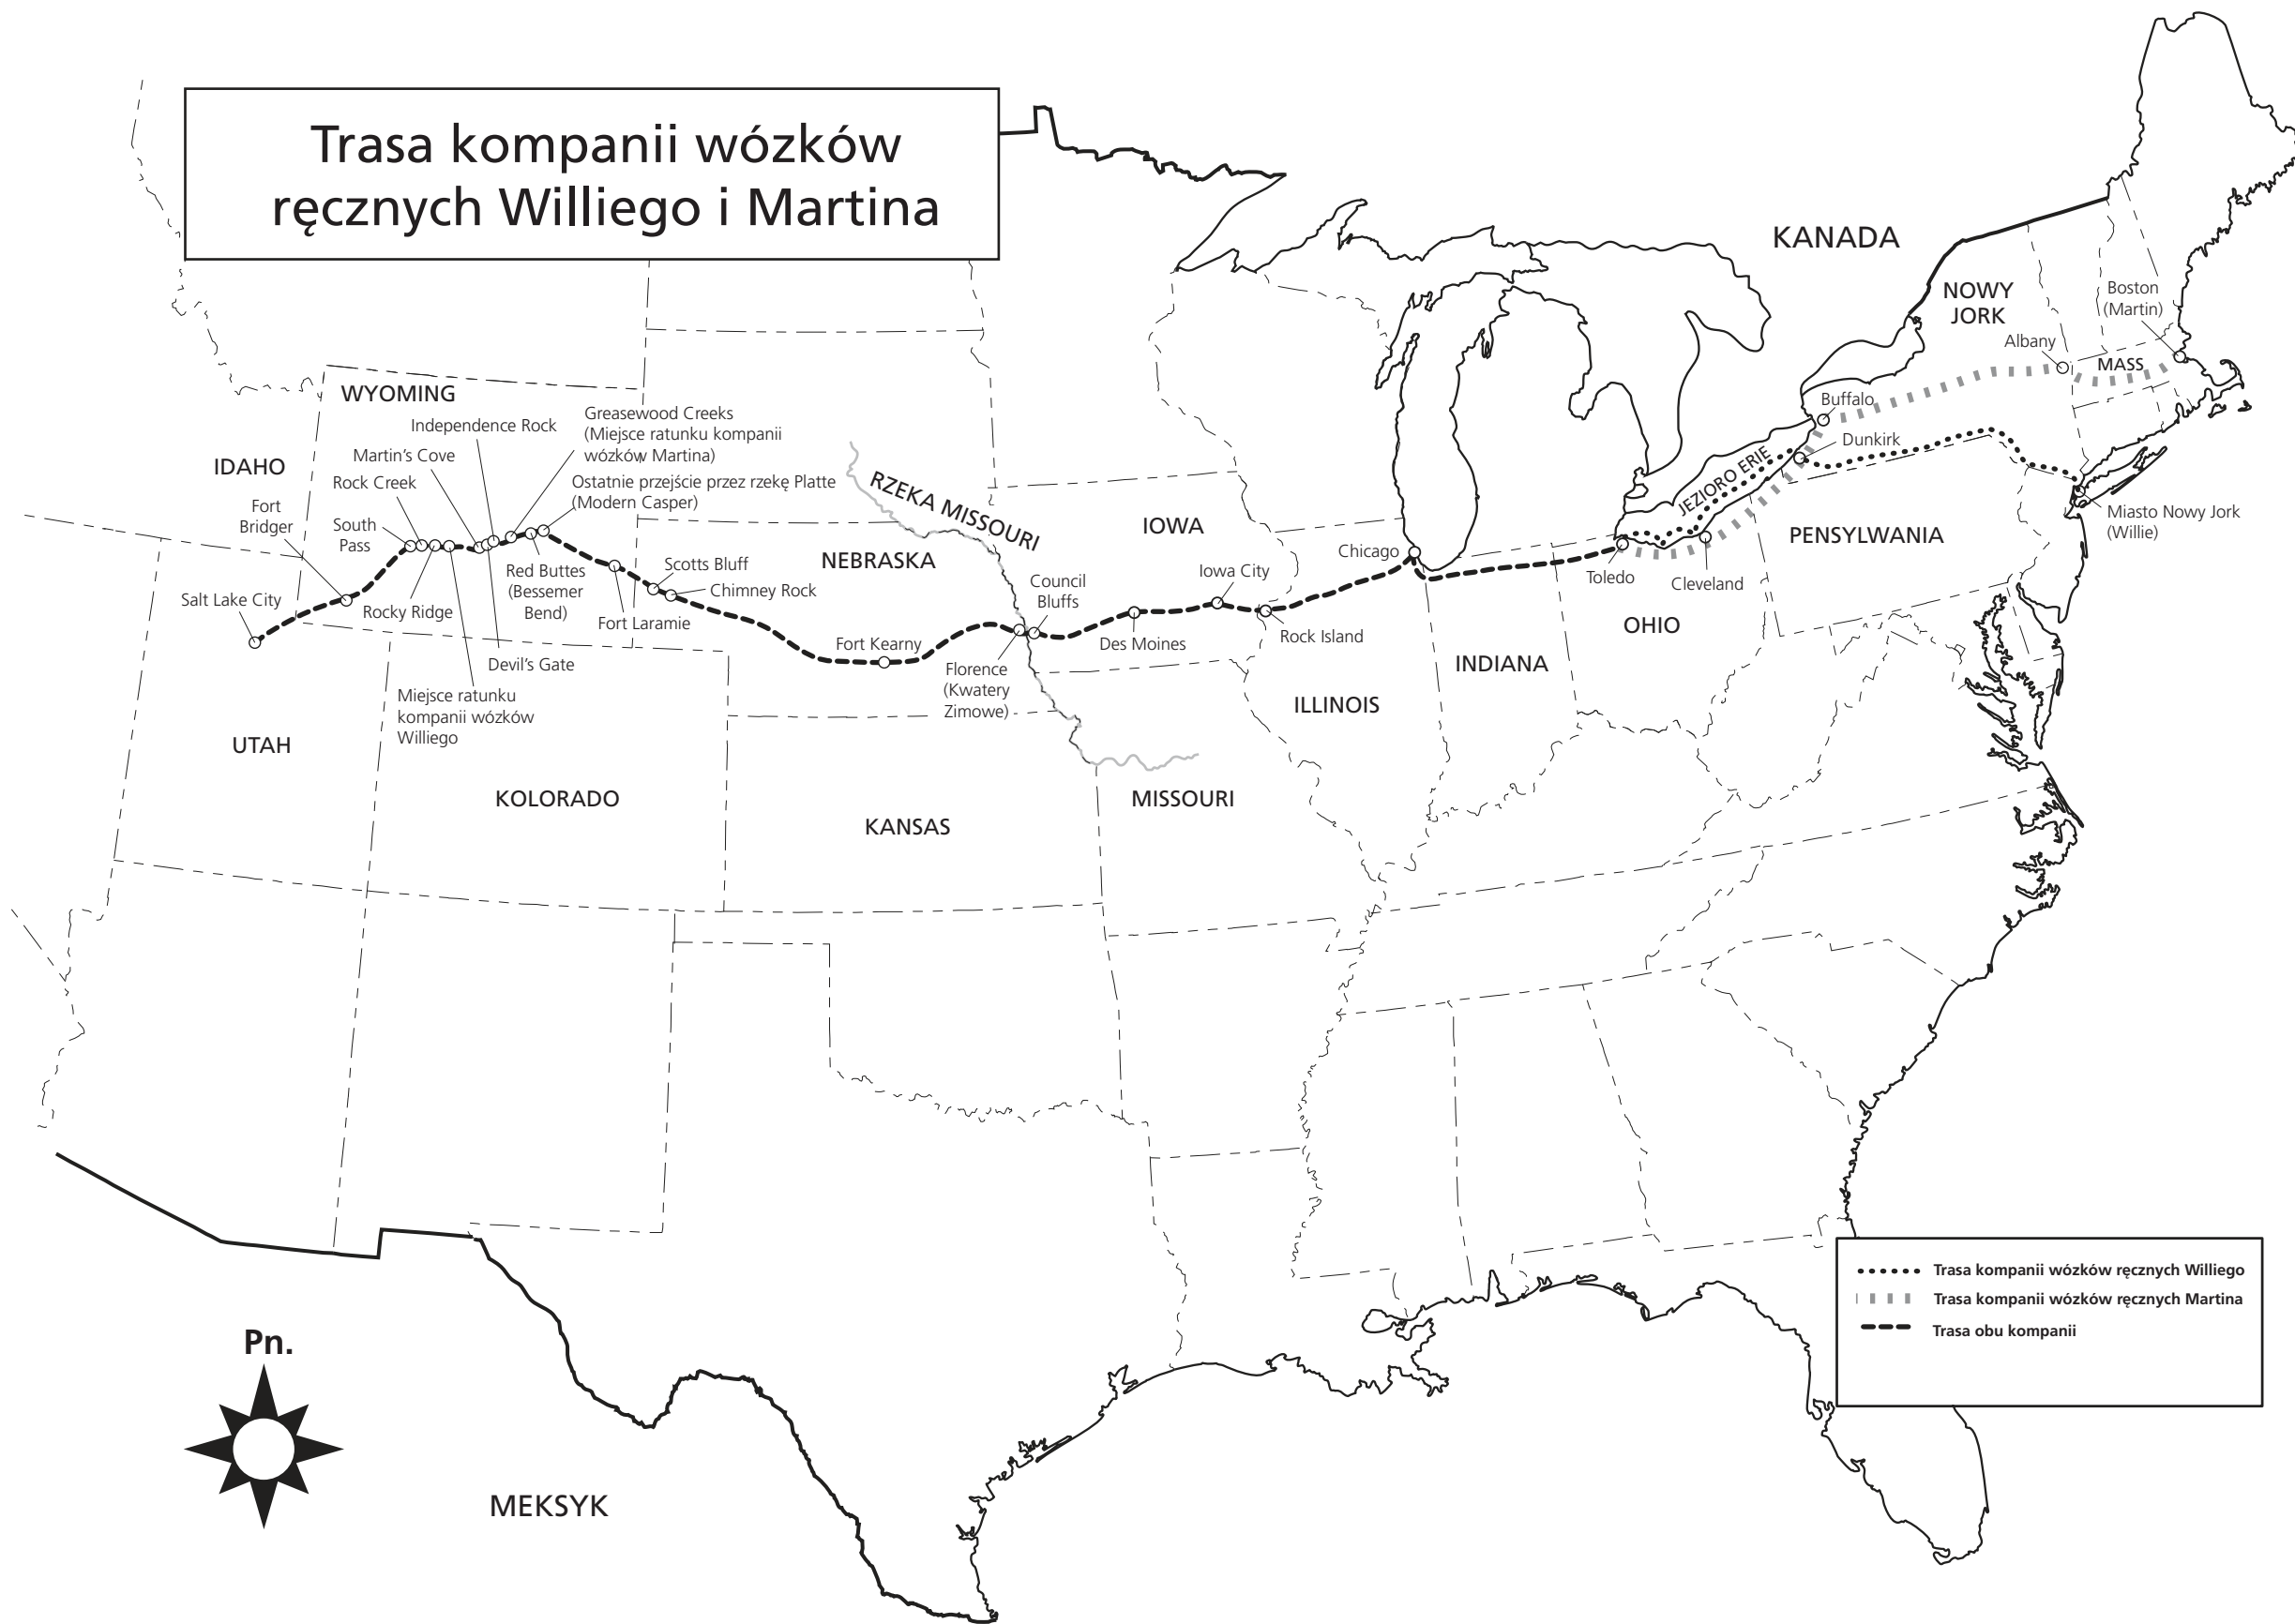 Trasa kompanii wózków
ręcznych Williego i Martina
KANADA
NOWY
JORK
Boston
(Martin)
Albany
MASS
Buffalo
Dunkirk
JEZIORO ERIE
Miasto Nowy Jork
(Willie)
PENSYLWANIA
Cleveland
Toledo
OHIO
INDIANA
Chicago
ILLINOIS
Rock Island
Iowa City
IOWA
Des Moines
Council
Bluffs
RZEKA MISSOURI
Florence
(Kwatery
Zimowe)
NEBRASKA
Fort Kearny
Chimney Rock
Scotts Bluff
Fort Laramie
WYOMING
Greasewood Creeks
(Miejsce ratunku kompanii
wózków Martina)
Ostatnie przejście przez rzekę Platte
(Modern Casper)
Independence Rock
Martin’s Cove
Rock Creek
South
Pass
IDAHO
Fort
Bridger
Salt Lake City
Rocky Ridge
Red Buttes
(Bessemer
Bend)
Devil’s Gate
Miejsce ratunku
kompanii wózków
Williego
UTAH
KOLORADO
KANSAS
MISSOURI
Pn.
MEKSYK
Trasa kompanii wózków ręcznych Williego
Trasa kompanii wózków ręcznych Martina
Trasa obu kompanii